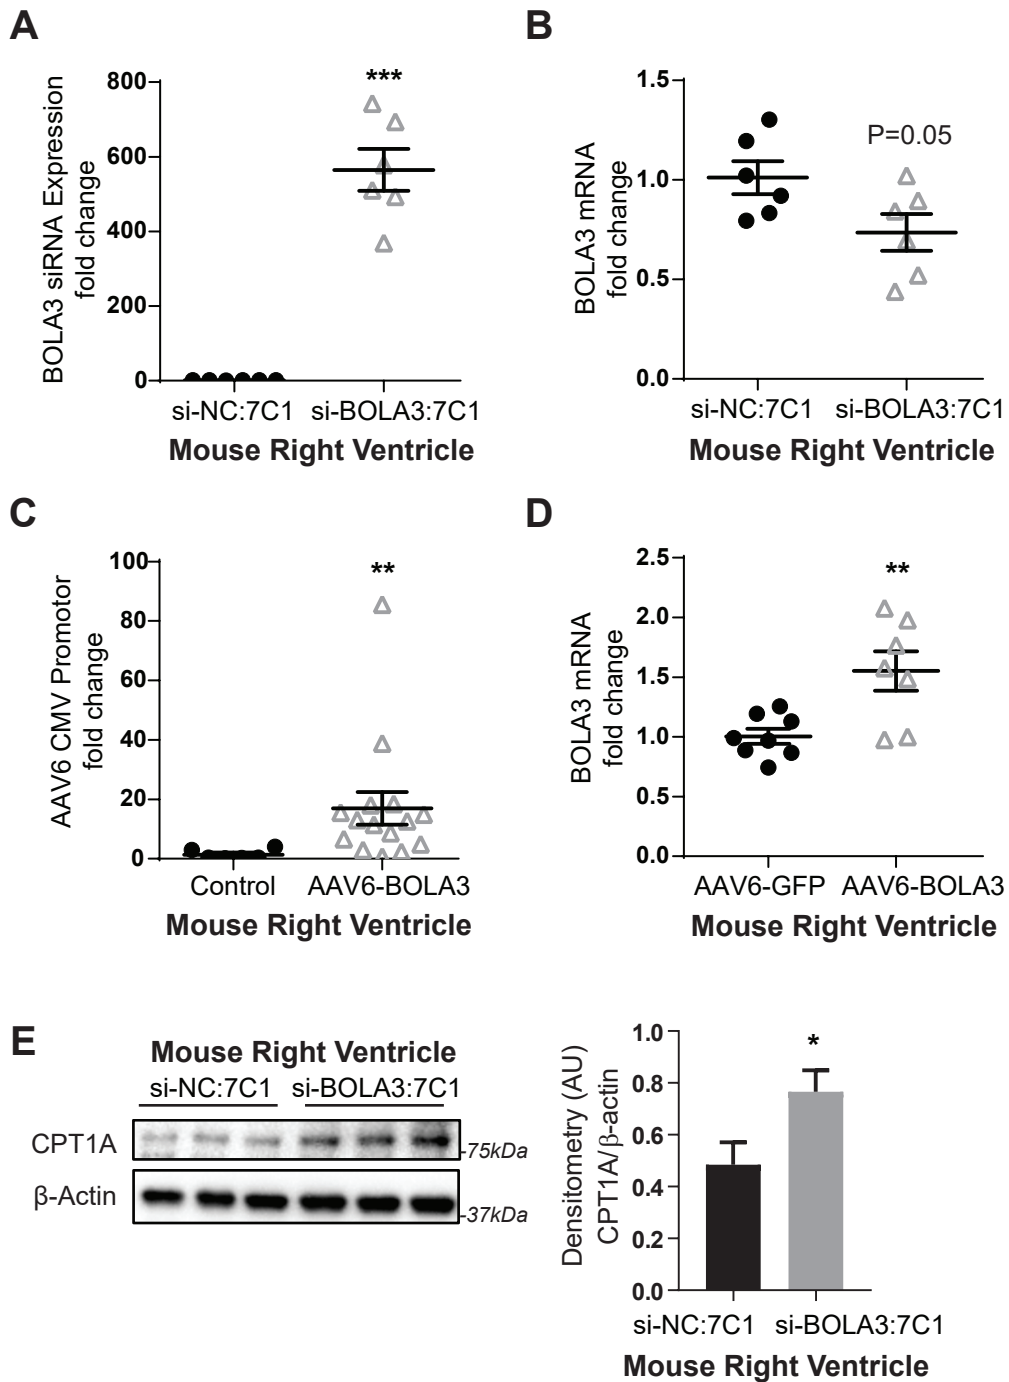 A
BOLA3 siRNA Expression
fold change
800
600
400
200
0
***
si-NC:7C1 si-BOLA3:7C1
Mouse Right Ventricle
B
BOLA3 mRNA
fold change
1.5
1.0
0.5
0.0
P=0.05
si-NC:7C1 si-BOLA3:7C1
Mouse Right Ventricle
C
AAV6 CMV Promotor
fold change
100
80
60
40
20
0
**
Control AAV6-BOLA3
Mouse Right Ventricle
D
BOLA3 mRNA
fold change
2.5
2.0
1.5
1.0
0.5
0.0
**
AAV6-GFP AAV6-BOLA3
Mouse Right Ventricle
E
Mouse Right Ventricle
si-NC:7C1 si-BOLA3:7C1
CPT1A
-75kDa
β-Actin
-37kDa
Densitometry (AU)
CPT1A/β-actin
1.0
0.8
0.6
0.4
0.2
0.0
*
si-NC:7C1 si-BOLA3:7C1
Mouse Right Ventricle